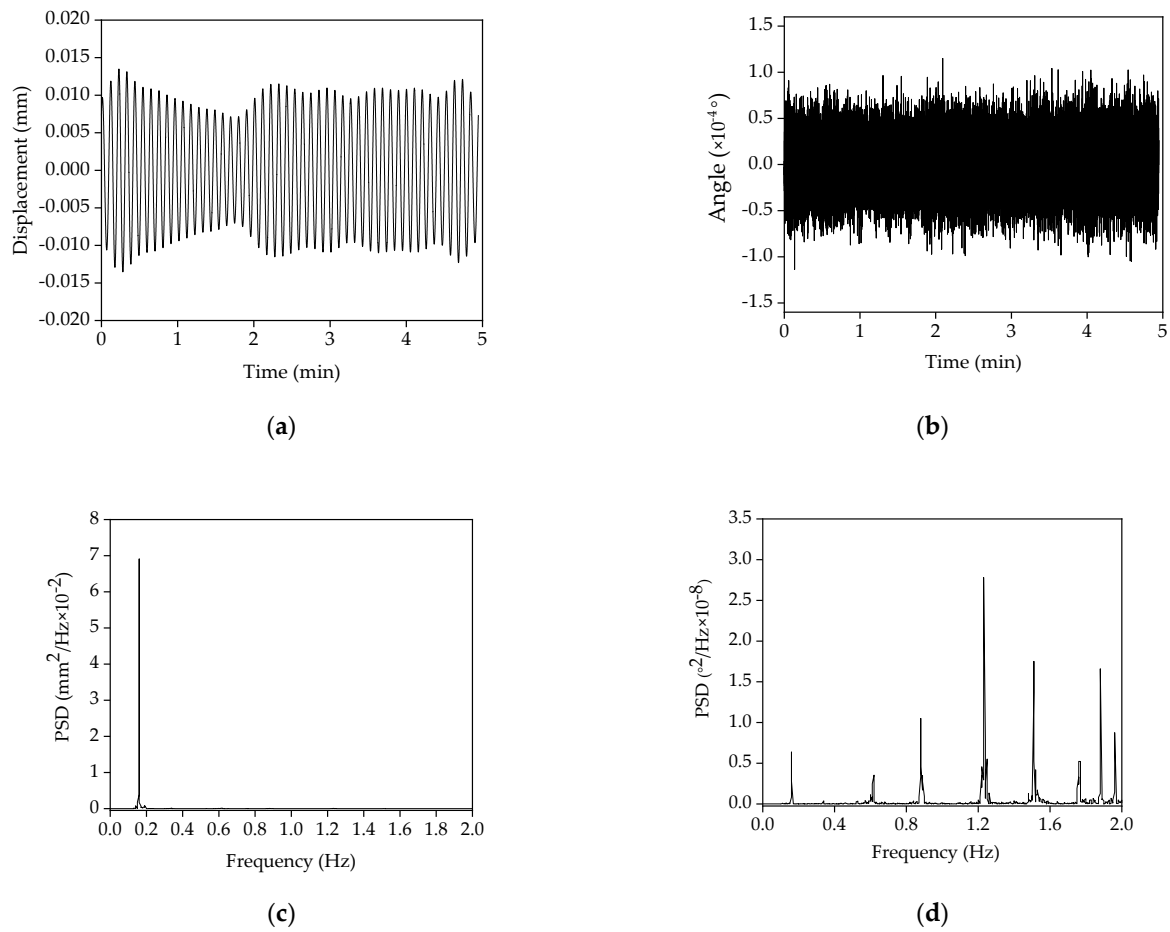 0.020
0.015
0.010
0.005
0.000
-0.005
-0.010
-0.015
-0.020
Displacement (mm)
0 1 2 3 4 5
Time (min)
(a)
1.5
1.0
0.5
0.0
-0.5
-1.0
-1.5
Angle (×10⁻⁴°)
0 1 2 3 4 5
Time (min)
(b)
8
7
6
5
4
3
2
1
0
PSD (mm²/Hz×10⁻²)
0.0 0.2 0.4 0.6 0.8 1.0 1.2 1.4 1.6 1.8 2.0
Frequency (Hz)
(c)
3.5
3.0
2.5
2.0
1.5
1.0
0.5
0.0
PSD (°²/Hz×10⁻⁸)
0.0 0.4 0.8 1.2 1.6 2.0
Frequency (Hz)
(d)